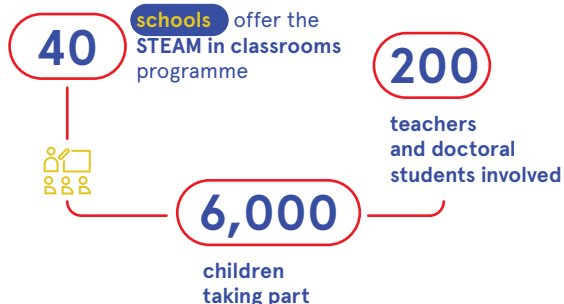 40
schools offer the
STEAM in classrooms
programme
200
teachers
and doctoral
students involved
6,000
children
taking part